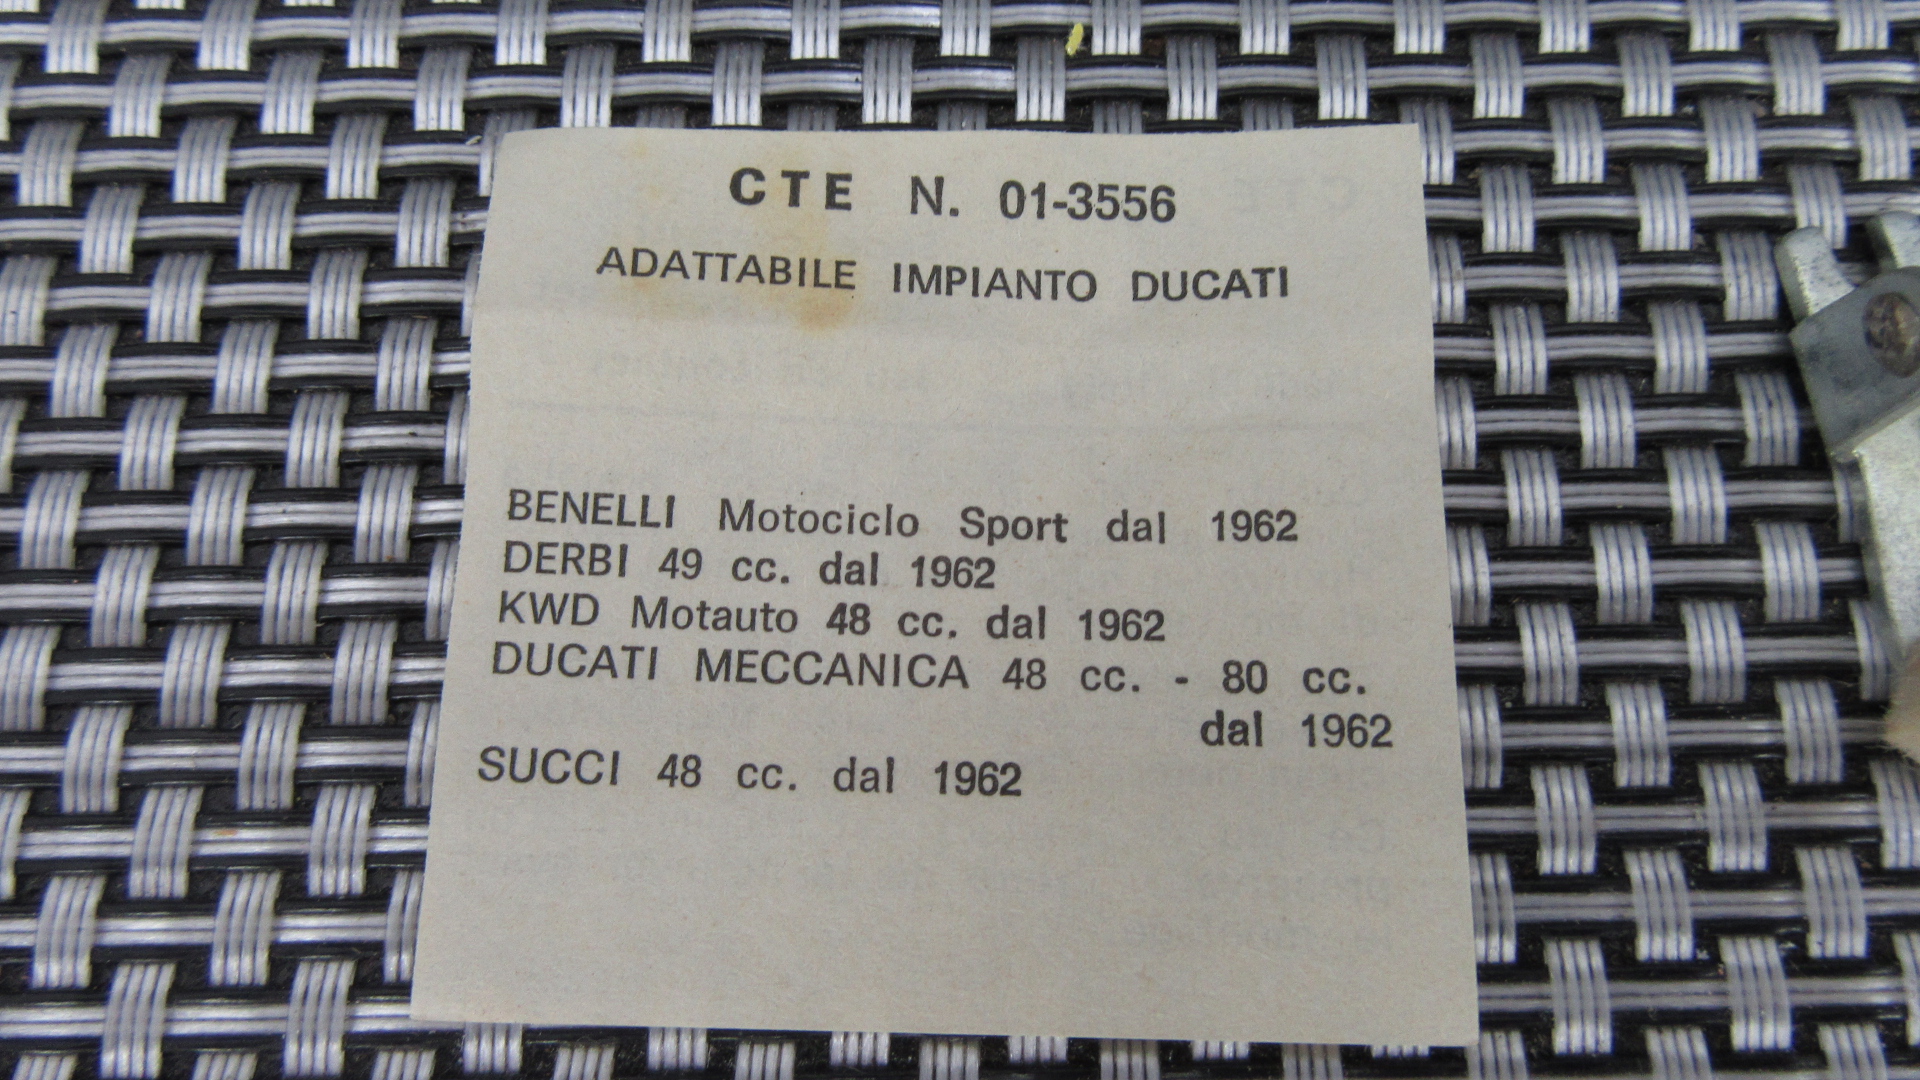 CTE N. 01-3556
ADATTABILE IMPIANTO DUCATI
BENELLI Motociclo Sport dal 1962
DERBI 49 cc. dal 1962
KWD Motauto 48 cc. dal 1962
DUCATI MECCANICA 48 cc. - 80 cc.
dal 1962
SUCCI 48 cc. dal 1962